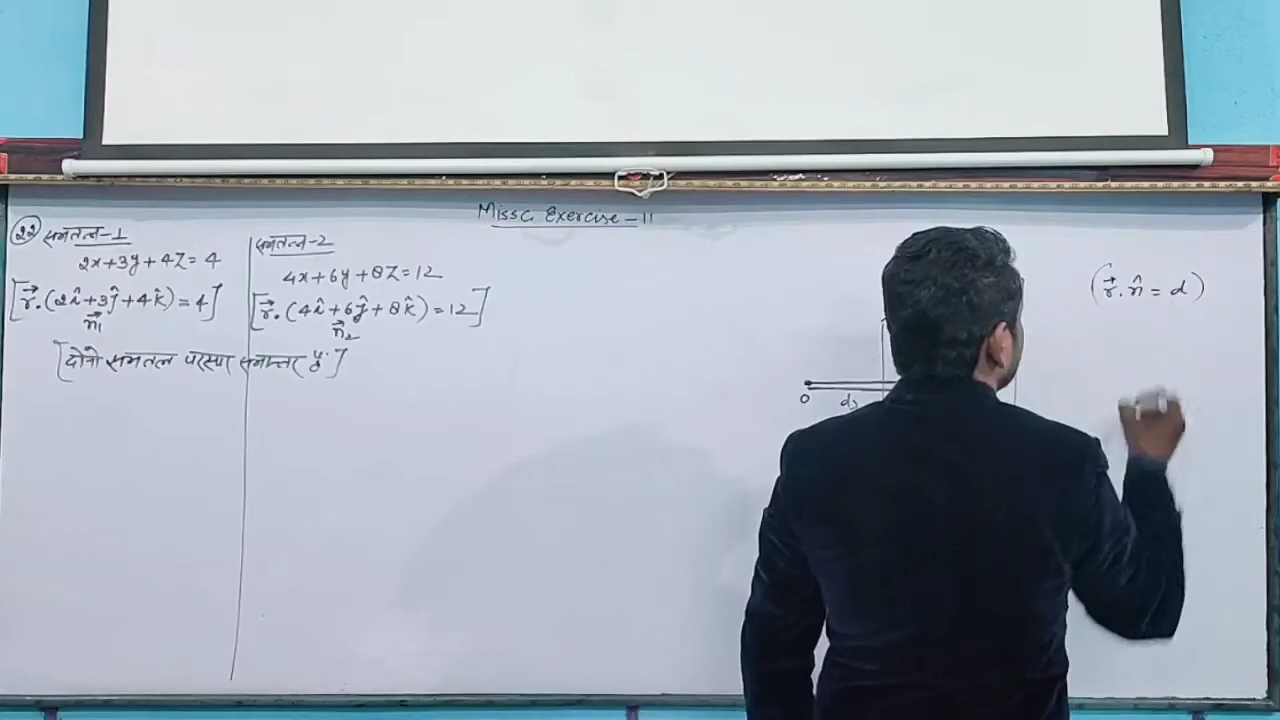 Missc. Exercise-11
22 समतल-1
2x+3y+4z=4
[r⃗.(2î+3ĵ+4k̂)=4]
n⃗₁
समतल-2
4x+6y+8z=12
[r⃗.(4î+6ĵ+8k̂)=12]
n⃗₂
[दोनो समतल परस्पर समान्तर है]
(r⃗.n̂=d)
O